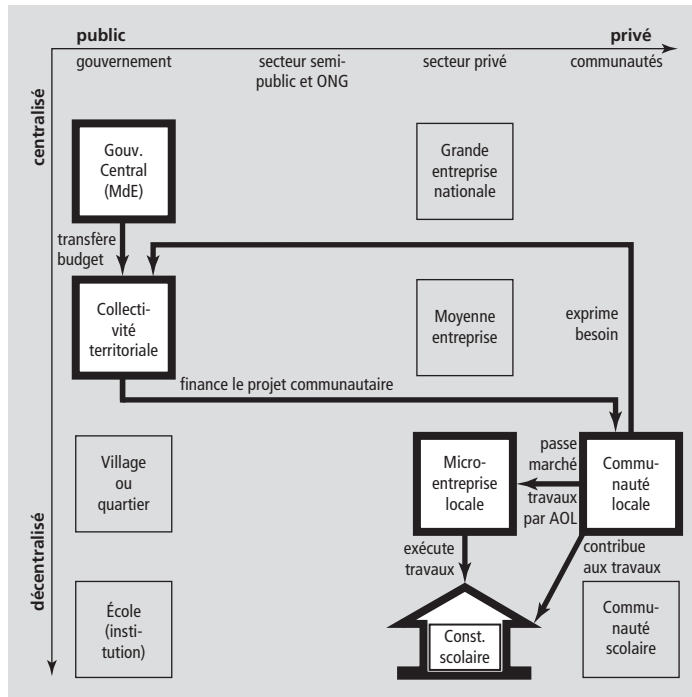 public
privé
gouvernement
secteur semi-
public et ONG
secteur privé
communautés
centralisé
décentralisé
Gouv.
Central
(MdE)
Grande
entreprise
nationale
transfère
budget
Collecti-
vité
territoriale
Moyenne
entreprise
exprime
besoin
finance le projet communautaire
Village
ou
quartier
Micro-
entreprise
locale
passe
marché
travaux
par AOL
Commu-
nauté
locale
exécute
travaux
contribue
aux travaux
École
(insti-
tution)
Const.
scolaire
Commu-
nauté
scolaire